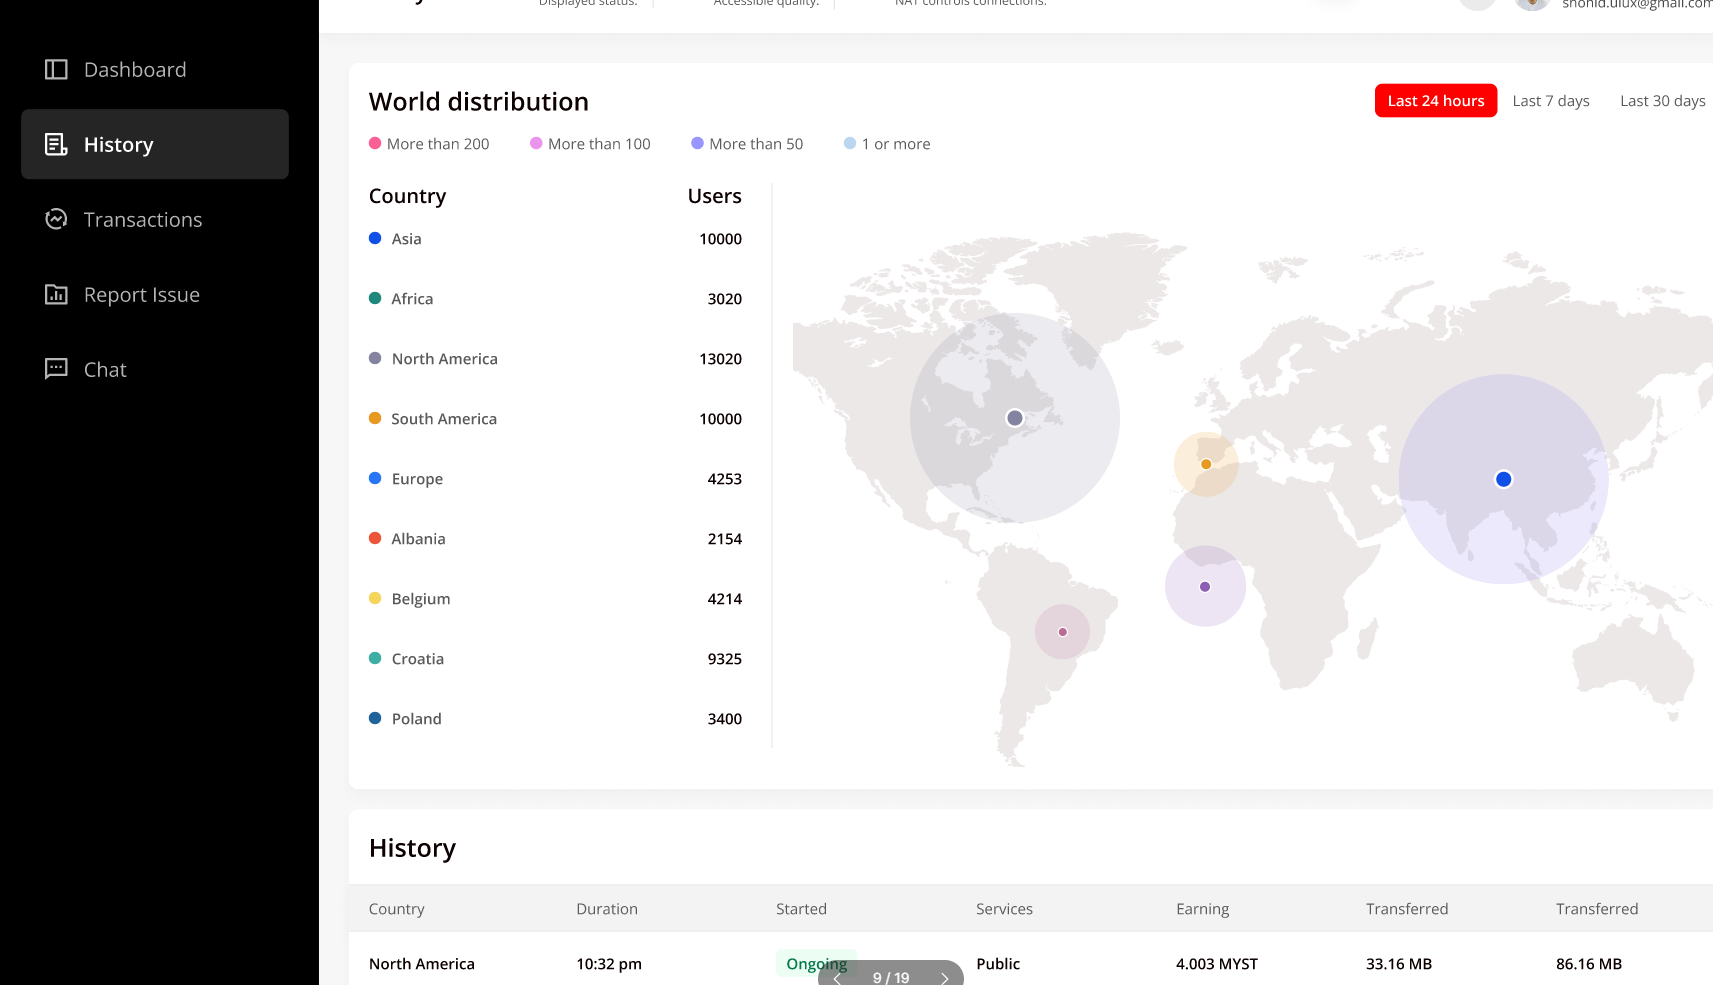 Displayed status. Accessible quality. NAT controls connections.
shohid.uiux@gmail.com
Dashboard
History
Transactions
Report Issue
Chat
World distribution
Last 24 hours Last 7 days Last 30 days
More than 200 More than 100 More than 50 1 or more
Country Users
Asia 10000
Africa 3020
North America 13020
South America 10000
Europe 4253
Albania 2154
Belgium 4214
Croatia 9325
Poland 3400
History
Country Duration Started Services Earning Transferred Transferred
North America 10:32 pm Ongoing Public 4.003 MYST 33.16 MB 86.16 MB
9 / 19